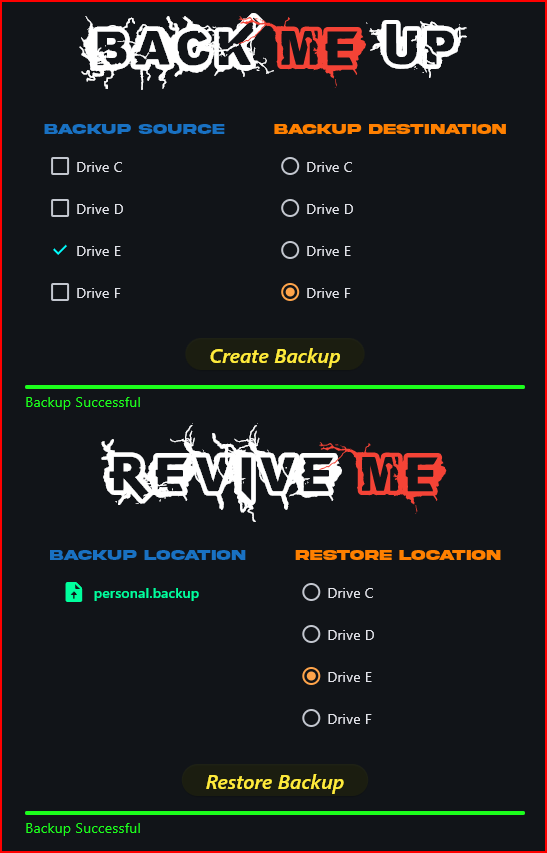 BACK ME UP
BACKUP SOURCE
Drive C
Drive D
Drive E
Drive F
BACKUP DESTINATION
Drive C
Drive D
Drive E
Drive F
Create Backup
Backup Successful
REVIVE ME
BACKUP LOCATION
personal.backup
RESTORE LOCATION
Drive C
Drive D
Drive E
Drive F
Restore Backup
Backup Successful